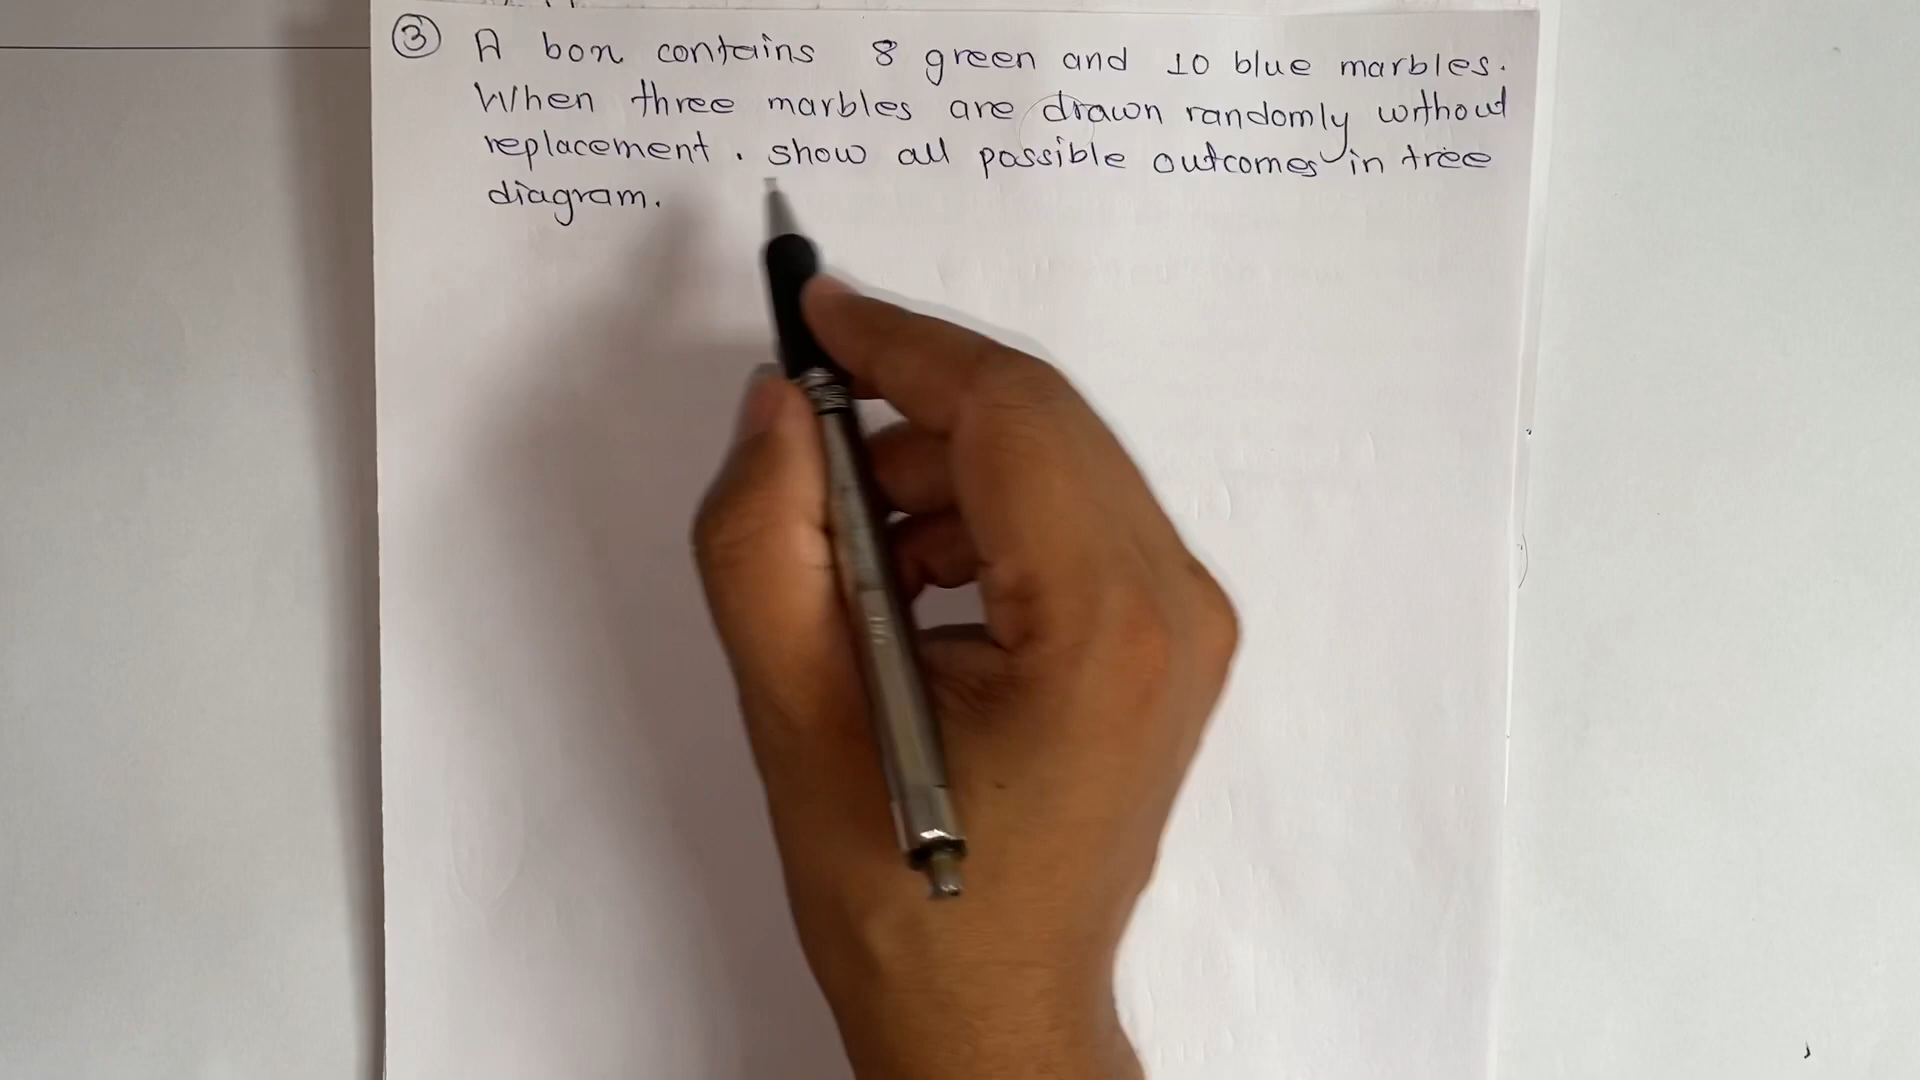 ③ A box contains 8 green and 10 blue marbles.
When three marbles are drawn randomly without
replacement. show all possible outcomes in tree
diagram.